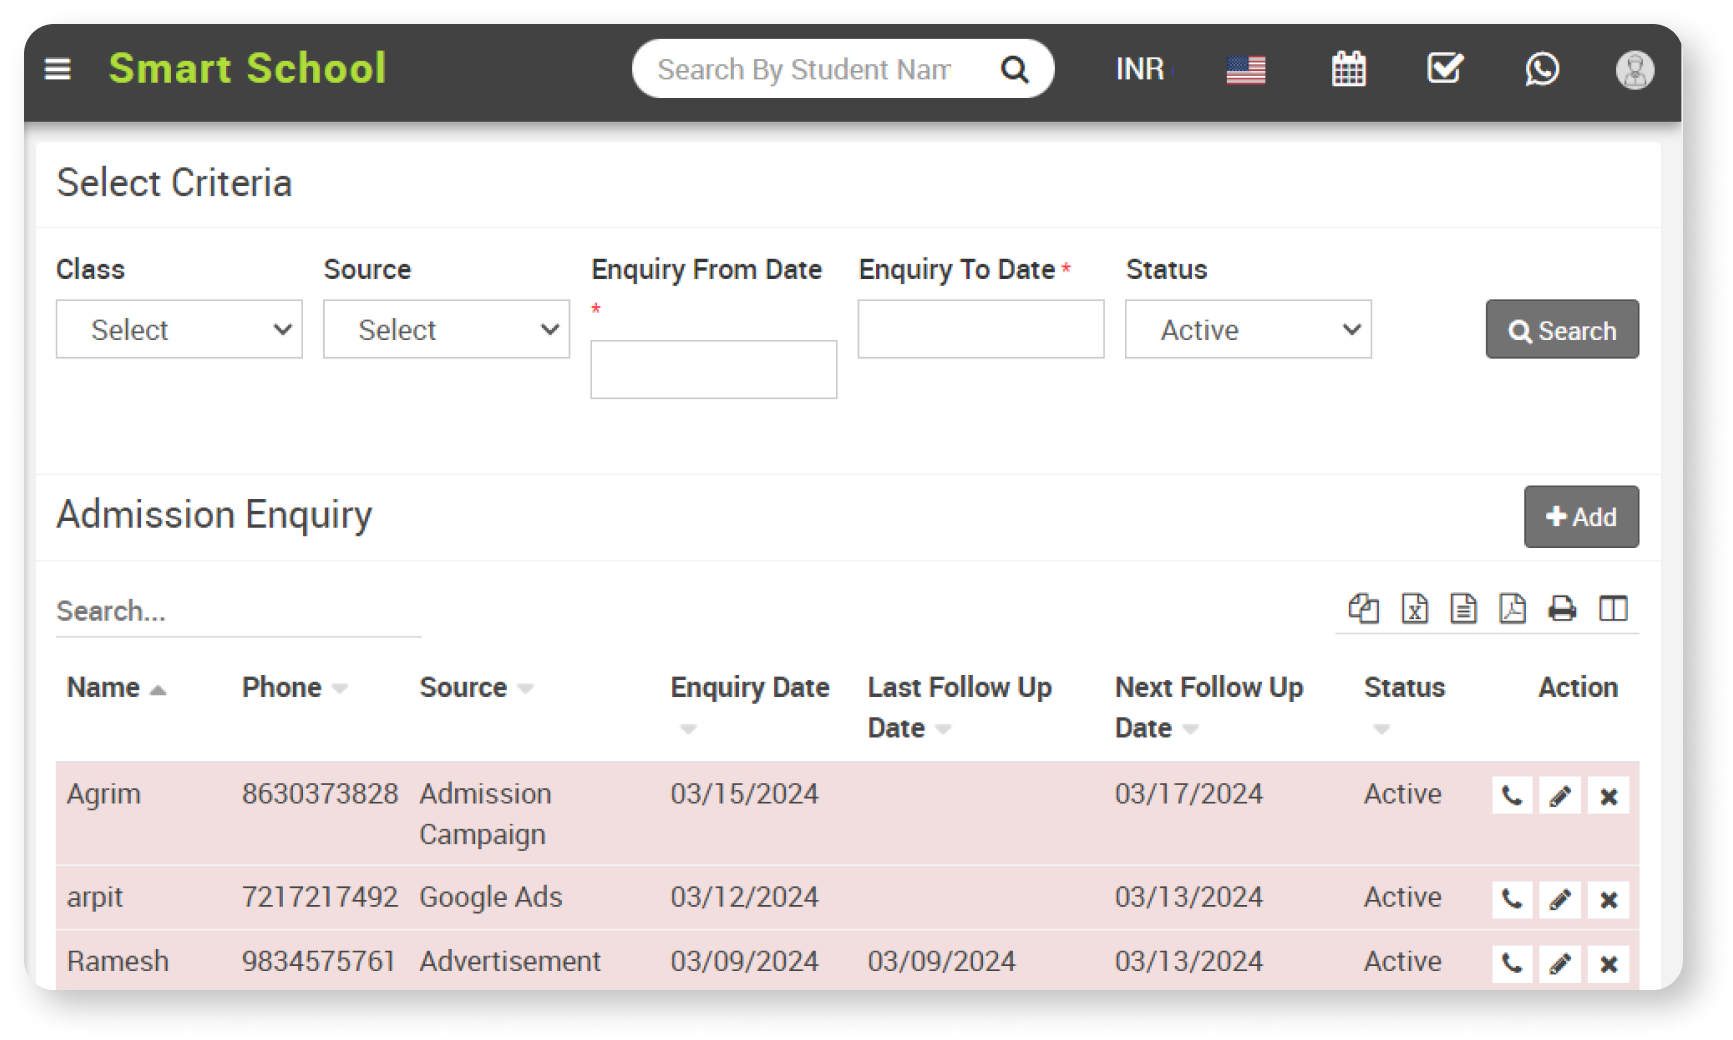 Smart School
Search By Student Nam
INR
Select Criteria
Class
Source
Enquiry From Date
*
Enquiry To Date *
Status
Select
Select
Active
Search
Admission Enquiry
Add
Search...
Name Phone Source Enquiry Date Last Follow Up Date Next Follow Up Date Status Action
Agrim 8630373828 Admission Campaign 03/15/2024 03/17/2024 Active
arpit 7217217492 Google Ads 03/12/2024 03/13/2024 Active
Ramesh 9834575761 Advertisement 03/09/2024 03/09/2024 03/13/2024 Active